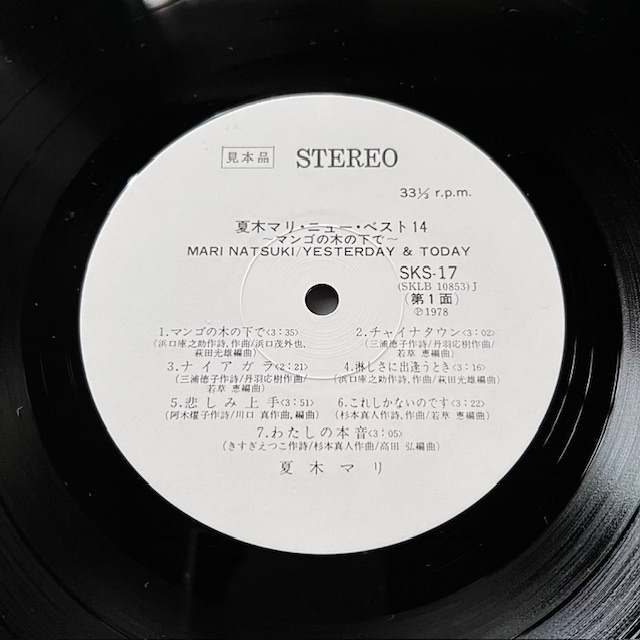 見本品 STEREO
33⅓ r.p.m.
夏木マリ・ニュー・ベスト14
〜マンゴの木の下で〜
MARI NATSUKI/YESTERDAY & TODAY
SKS-17
(SKLB 10853)J
(第1面)
℗1978
1.マンゴの木の下で<3:35>
(浜口庫之助作詩,作曲/浜口茂外也,
萩田光雄編曲)
2.チャイナタウン<3:02>
(三浦徳子作詩/丹羽応樹作曲/
若草 恵編曲)
3.ナイアガラ<2:21>
(三浦徳子作詩/丹羽応樹作曲/
若草 恵編曲)
4.淋しさに出逢うとき<3:16>
(浜口庫之助作詩,作曲/萩田光雄編曲)
5.悲しみ上手<3:51>
(阿木燿子作詩/川口 真作曲,編曲)
6.これしかないのです<3:22>
(杉本真人作詩,作曲/若草 恵編曲)
7.わたしの本音<3:05>
(きすぎえつこ作詩/杉本真人作曲/高田 弘編曲)
夏木マリ